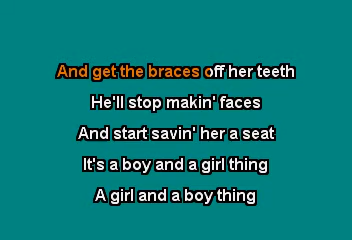 And get the braces off her teeth
He'll stop makin' faces
And start savin' her a seat
It's a boy and a girl thing
A girl and a boy thing